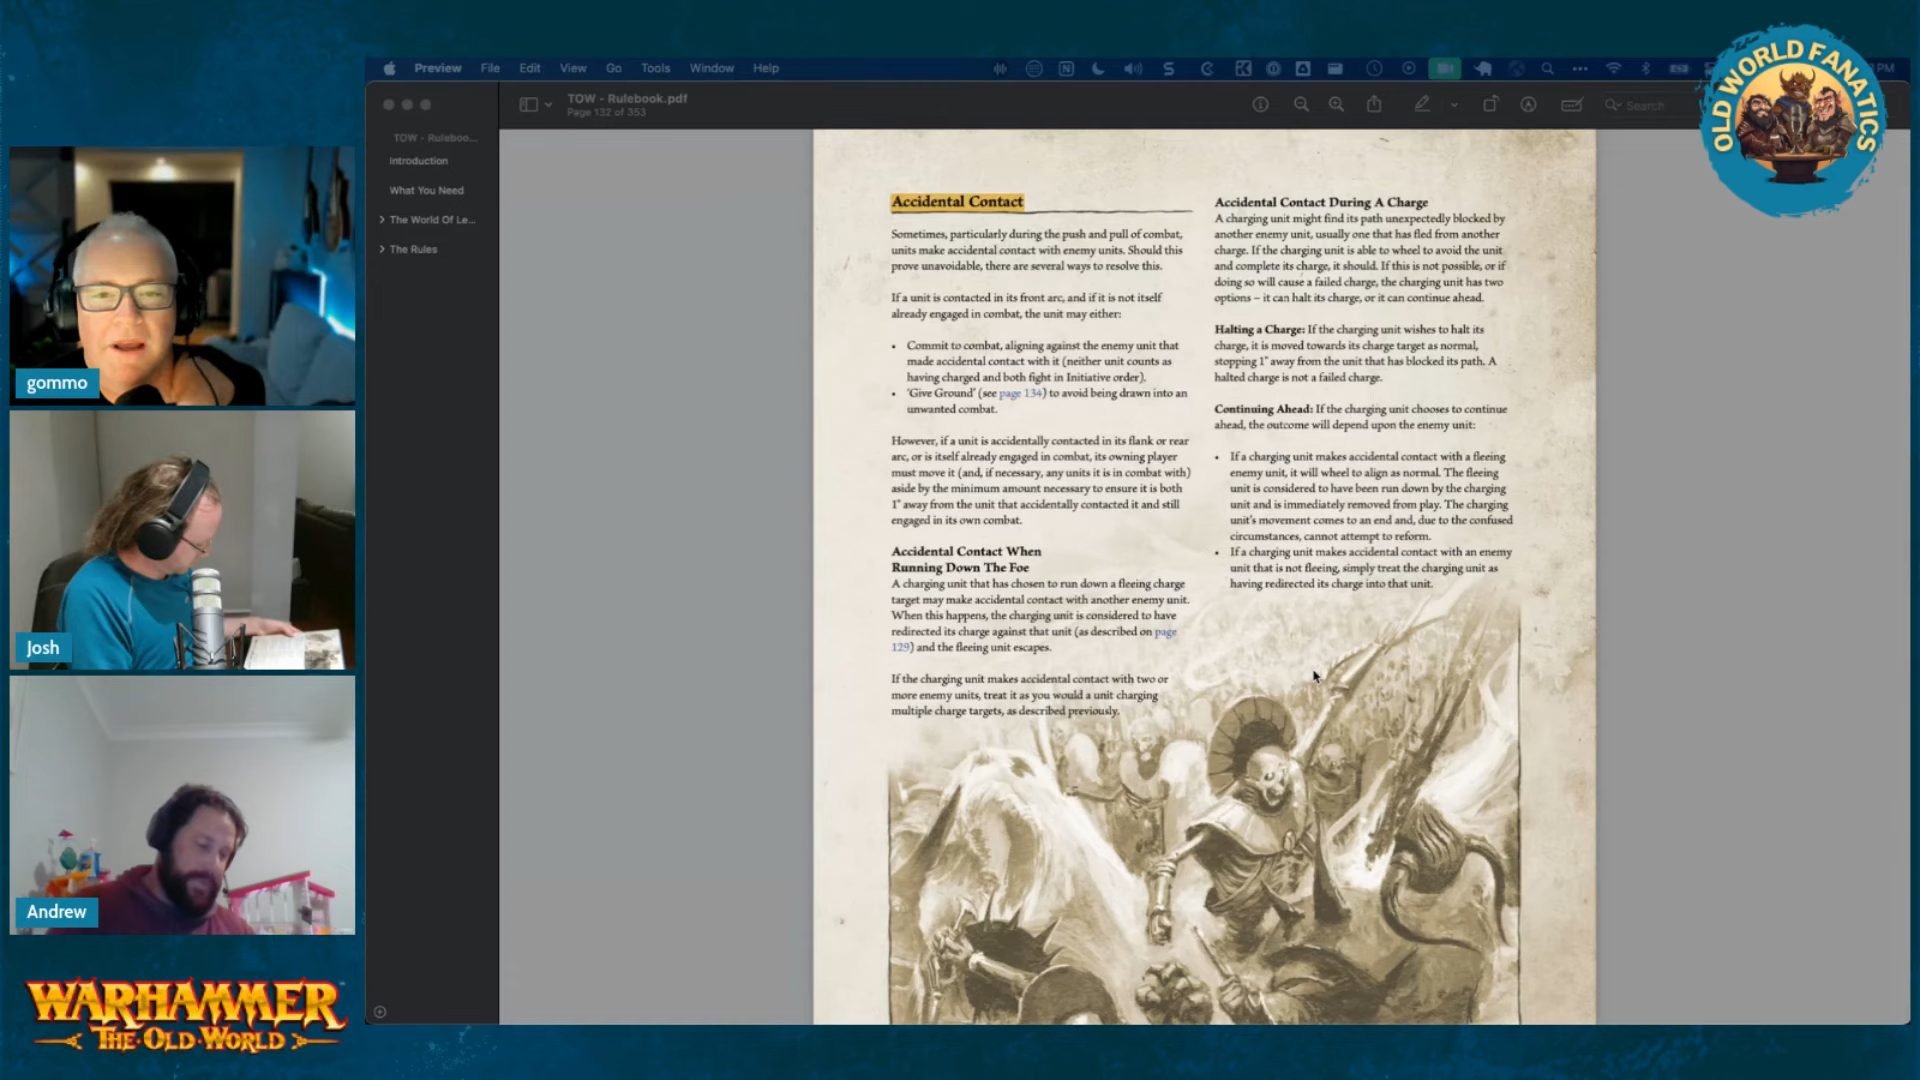 Preview File Edit View Go Tools Window Help
PM
TOW - Rulebook.pdf
Page 132 of 353
Search
TOW - Ruleboo...
Introduction
What You Need
The World Of Le...
The Rules
OLD WORLD FANATICS
gommo
Josh
Andrew
WARHAMMER
THE·OLD·WORLD
Accidental Contact
Sometimes, particularly during the push and pull of combat,
units make accidental contact with enemy units. Should this
prove unavoidable, there are several ways to resolve this.
If a unit is contacted in its front arc, and if it is not itself
already engaged in combat, the unit may either:
• Commit to combat, aligning against the enemy unit that
made accidental contact with it (neither unit counts as
having charged and both fight in Initiative order).
• 'Give Ground' (see page 134) to avoid being drawn into an
unwanted combat.
However, if a unit is accidentally contacted in its flank or rear
arc, or is itself already engaged in combat, its owning player
must move it (and, if necessary, any units it is in combat with)
aside by the minimum amount necessary to ensure it is both
1" away from the unit that accidentally contacted it and still
engaged in its own combat.
Accidental Contact When
Running Down The Foe
A charging unit that has chosen to run down a fleeing charge
target may make accidental contact with another enemy unit.
When this happens, the charging unit is considered to have
redirected its charge against that unit (as described on page
129) and the fleeing unit escapes.
If the charging unit makes accidental contact with two or
more enemy units, treat it as you would a unit charging
multiple charge targets, as described previously.
Accidental Contact During A Charge
A charging unit might find its path unexpectedly blocked by
another enemy unit, usually one that has fled from another
charge. If the charging unit is able to wheel to avoid the unit
and complete its charge, it should. If this is not possible, or if
doing so will cause a failed charge, the charging unit has two
options – it can halt its charge, or it can continue ahead.
Halting a Charge: If the charging unit wishes to halt its
charge, it is moved towards its charge target as normal,
stopping 1" away from the unit that has blocked its path. A
halted charge is not a failed charge.
Continuing Ahead: If the charging unit chooses to continue
ahead, the outcome will depend upon the enemy unit:
• If a charging unit makes accidental contact with a fleeing
enemy unit, it will wheel to align as normal. The fleeing
unit is considered to have been run down by the charging
unit and is immediately removed from play. The charging
unit's movement comes to an end and, due to the confused
circumstances, cannot attempt to reform.
• If a charging unit makes accidental contact with an enemy
unit that is not fleeing, simply treat the charging unit as
having redirected its charge into that unit.